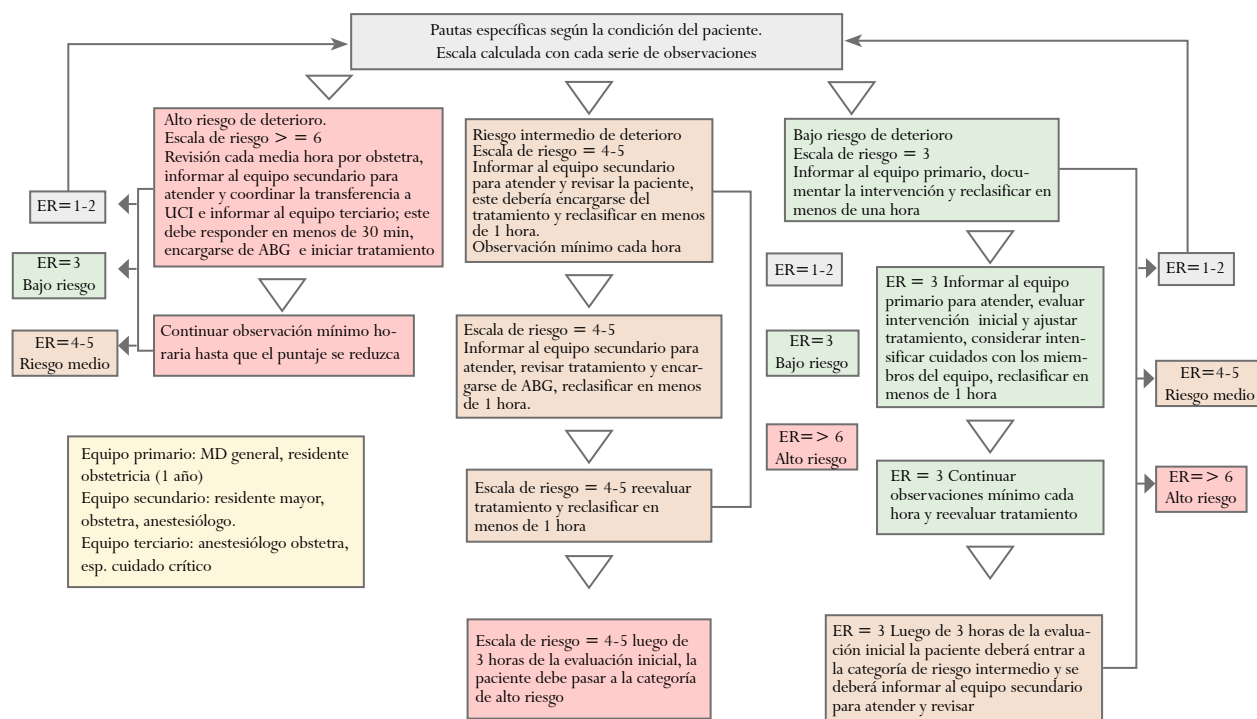 Pautas específicas según la condición del paciente.
Escala calculada con cada serie de observaciones
Alto riesgo de deterioro.
Escala de riesgo > = 6
Revisión cada media hora por obstetra,
informar al equipo secundario para
atender y coordinar la transferencia a
UCI e informar al equipo terciario; este
debe responder en menos de 30 min,
encargarse de ABG e iniciar tratamiento
Continuar observación mínimo ho-
raria hasta que el puntaje se reduzca
ER=1-2
ER=3
Bajo riesgo
ER=4-5
Riesgo medio
Equipo primario: MD general, residente
obstetricia (1 año)
Equipo secundario: residente mayor,
obstetra, anestesiólogo.
Equipo terciario: anestesiólogo obstetra,
esp. cuidado crítico
Riesgo intermedio de deterioro
Escala de riesgo = 4-5
Informar al equipo secundario
para atender y revisar la paciente,
este debería encargarse del
tratamiento y reclasificar en menos
de 1 hora.
Observación mínimo cada hora
Escala de riesgo = 4-5
Informar al equipo secundario para
atender, revisar tratamiento y encar-
garse de ABG, reclasificar en menos
de 1 hora.
Escala de riesgo = 4-5 reevaluar
tratamiento y reclasificar en
menos de 1 hora
Escala de riesgo = 4-5 luego de
3 horas de la evaluación inicial, la
paciente debe pasar a la categoría
de alto riesgo
ER=1-2
ER=3
Bajo riesgo
ER=> 6
Alto riesgo
Bajo riesgo de deterioro
Escala de riesgo = 3
Informar al equipo primario, docu-
mentar la intervención y reclasificar en
menos de una hora
ER = 3 Informar al equipo
primario para atender, evaluar
intervención inicial y ajustar
tratamiento, considerar inten-
sificar cuidados con los miem-
bros del equipo, reclasificar en
menos de 1 hora
ER = 3 Continuar
observaciones mínimo cada
hora y reevaluar tratamiento
ER = 3 Luego de 3 horas de la evalua-
ción inicial la paciente deberá entrar a
la categoría de riesgo intermedio y se
deberá informar al equipo secundario
para atender y revisar
ER=1-2
ER=4-5
Riesgo medio
ER=> 6
Alto riesgo